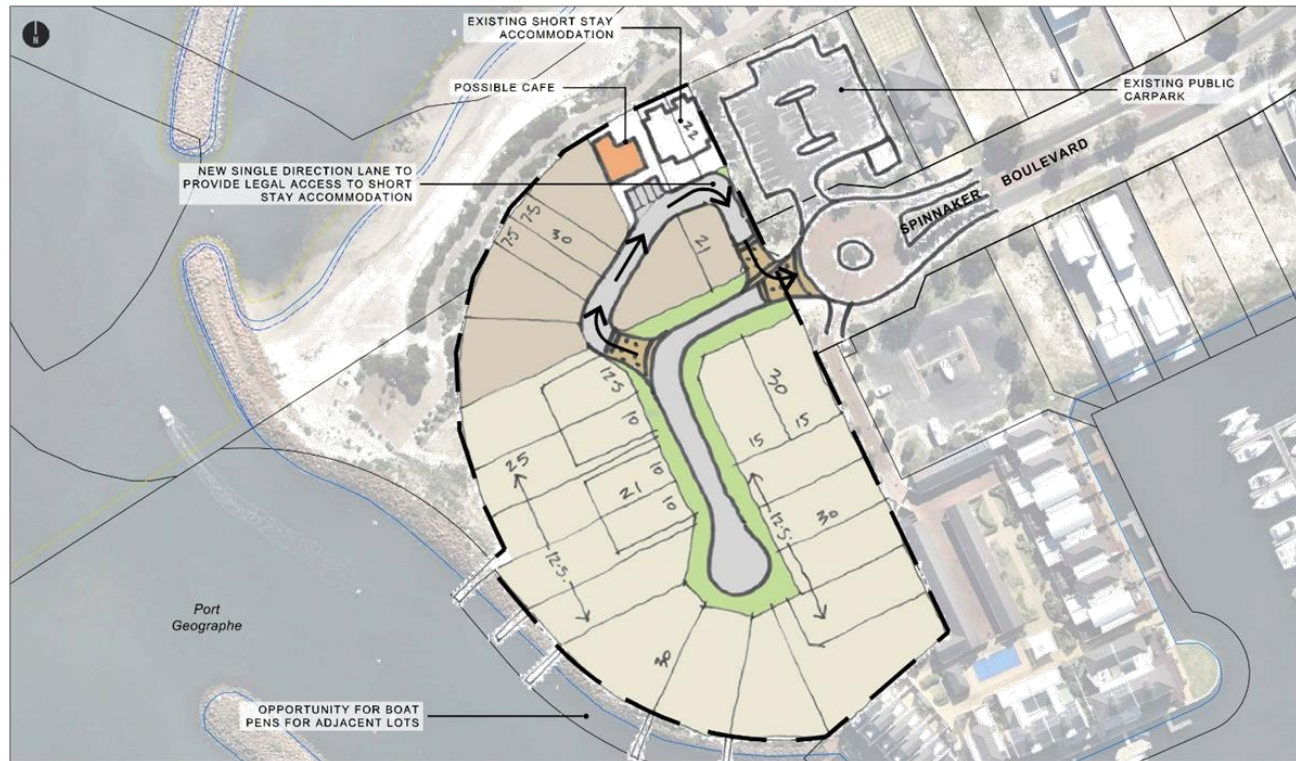 N
EXISTING SHORT STAY
ACCOMMODATION
POSSIBLE CAFE
EXISTING PUBLIC
CARPARK
NEW SINGLE DIRECTION LANE TO
PROVIDE LEGAL ACCESS TO SHORT
STAY ACCOMMODATION
SPINNAKER BOULEVARD
22
7.5
7.5
30
21
12.5
10
10
10
25
21
12.5
30
15
15
12.5
30
30
Port
Geographe
OPPORTUNITY FOR BOAT
PENS FOR ADJACENT LOTS